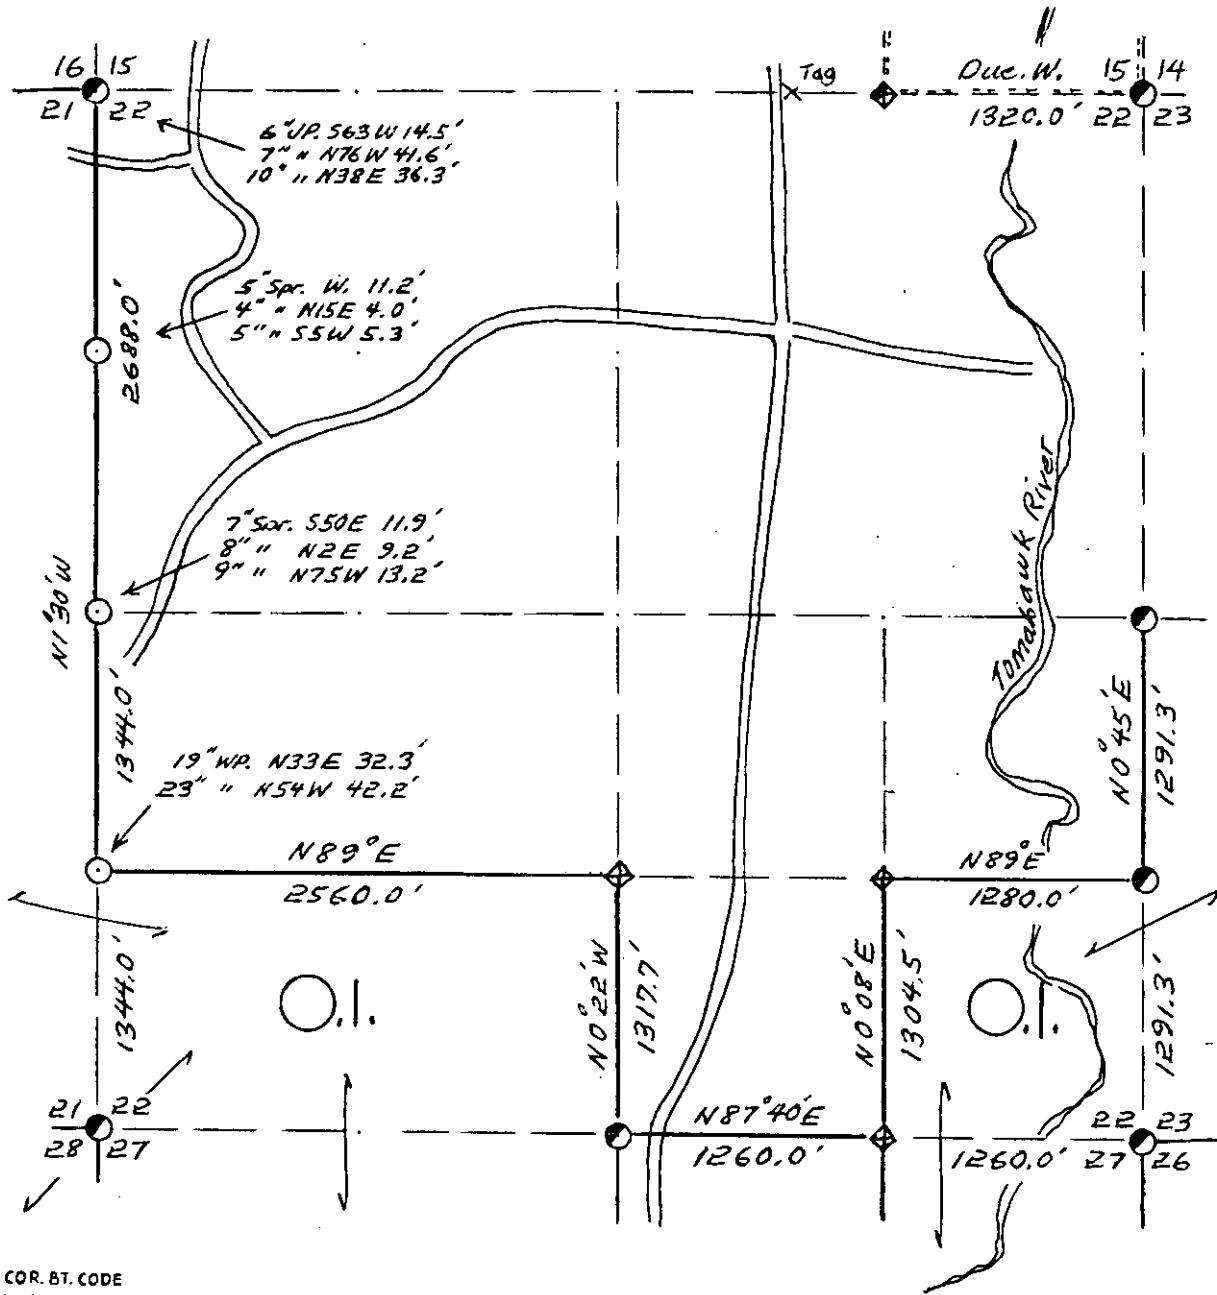 16 15
21 22
Tag
Due. W.
1320.0'
15 14
22 23
6" JP. S63W 14.5'
7" " N76W 41.6'
10" " N38E 36.3'
2688.0'
5" Spr. W. 11.2'
4" " N15E 4.0'
5" " S5W 5.3'
7" Spr. S50E 11.9'
8" " N2E 9.2'
9" " N75W 13.2'
N1°30'W
Tomahawk River
1344.0'
N0°45'E
1291.3'
19" WP. N33E 32.3'
23" " N54W 42.2'
N89°E
2560.0'
N89°E
1280.0'
1344.0'
O.I.
N0°22'W
1317.7'
N0°08'E
1304.5'
O.I.
1291.3'
21 22
28 27
N87°40'E
1260.0'
1260.0'
22 23
27 26
COR. BT. CODE